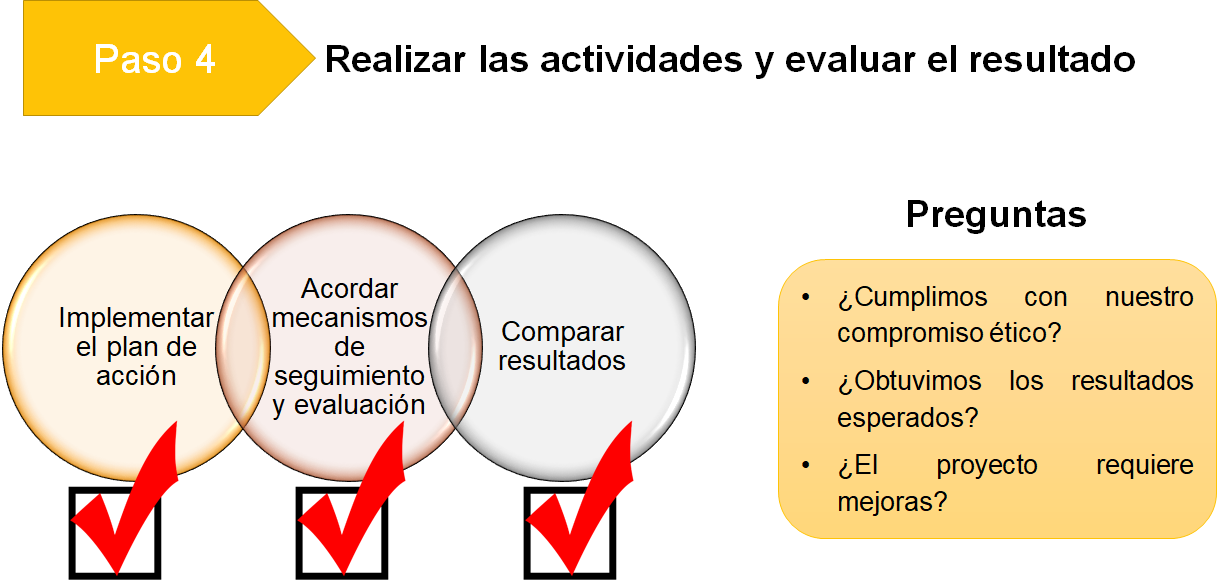 Paso 4
Realizar las actividades y evaluar el resultado
Implementar
el plan de
acción
Acordar
mecanismos
de
seguimiento
y evaluación
Comparar
resultados
Preguntas
• ¿Cumplimos con nuestro
compromiso ético?
• ¿Obtuvimos los resultados
esperados?
• ¿El proyecto requiere
mejoras?